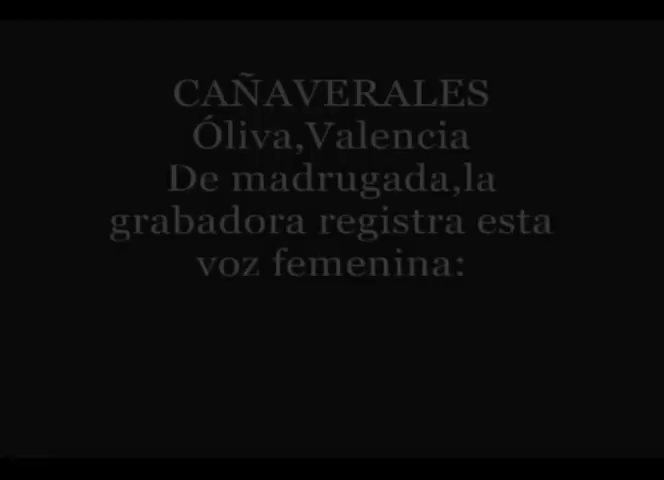 CAÑAVERALES
Óliva,Valencia
De madrugada,la
grabadora registra esta
voz femenina: